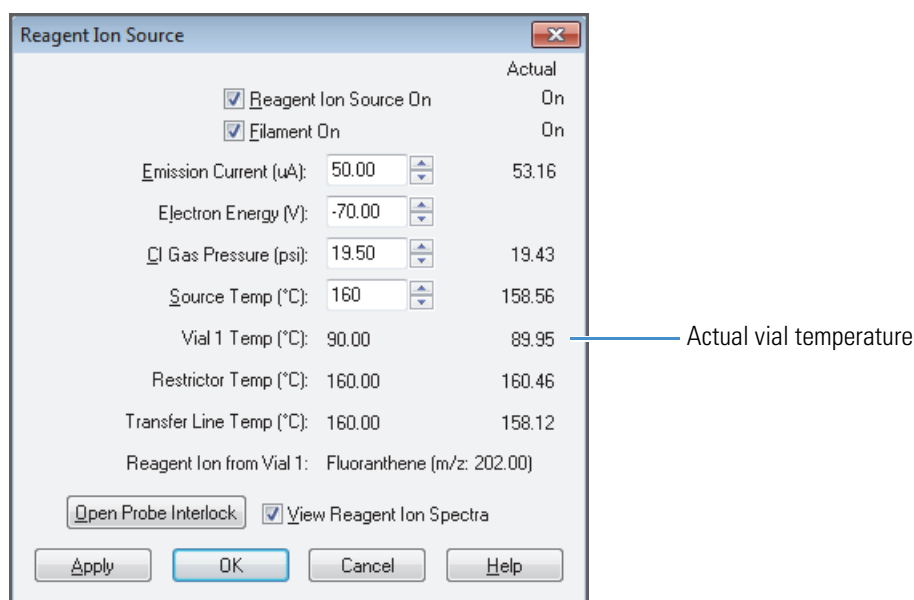 Reagent Ion Source
Actual
Reagent Ion Source On On
Filament On On
Emission Current (uA): 50.00 53.16
Electron Energy (V): -70.00
CI Gas Pressure (psi): 19.50 19.43
Source Temp (°C): 160 158.56
Vial 1 Temp (°C): 90.00 89.95 Actual vial temperature
Restrictor Temp (°C): 160.00 160.46
Transfer Line Temp (°C): 160.00 158.12
Reagent Ion from Vial 1: Fluoranthene (m/z: 202.00)
Open Probe Interlock View Reagent Ion Spectra
Apply OK Cancel Help